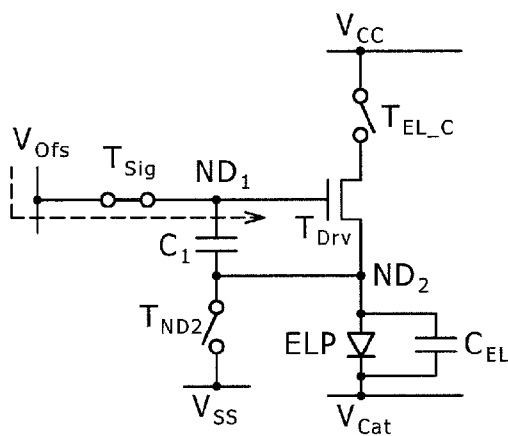 V_CC
T_EL_C
V_Ofs
T_Sig
ND_1
T_Drv
C_1
ND_2
T_ND2
ELP
C_EL
V_SS
V_Cat